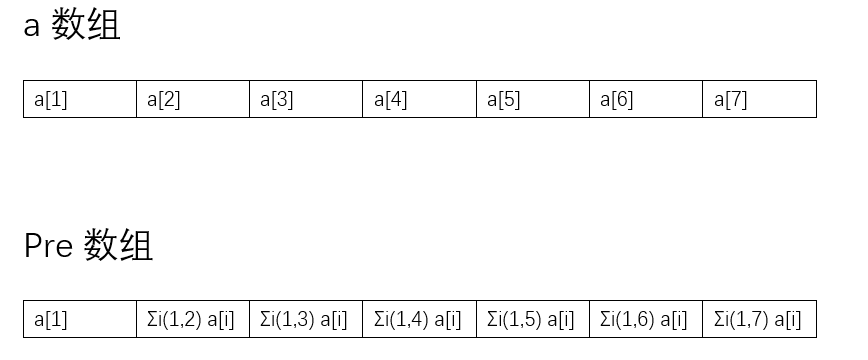 a 数组
a[1] a[2] a[3] a[4] a[5] a[6] a[7]
Pre 数组
a[1] Σi(1,2) a[i] Σi(1,3) a[i] Σi(1,4) a[i] Σi(1,5) a[i] Σi(1,6) a[i] Σi(1,7) a[i]